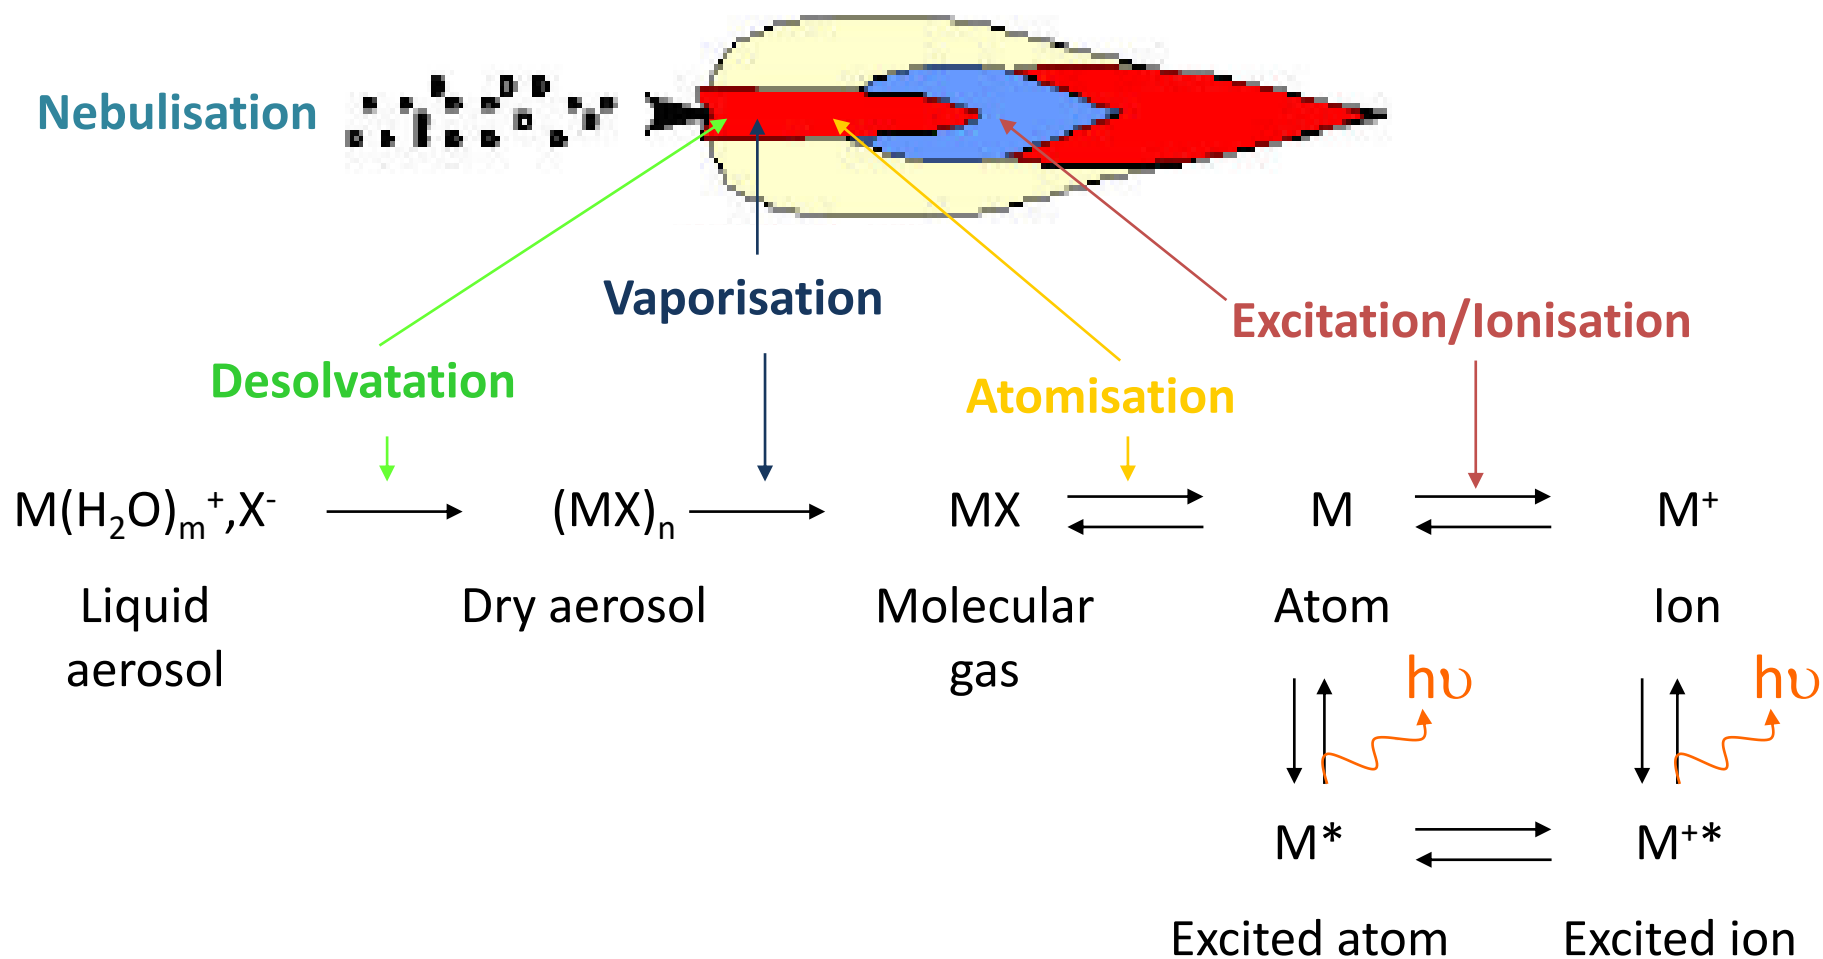 Nebulisation
Vaporisation
Excitation/Ionisation
Desolvatation
Atomisation
M(H₂O)ₘ⁺,X⁻
(MX)ₙ
MX
M
M⁺
Liquid
aerosol
Dry aerosol
Molecular
gas
Atom
Ion
hυ
hυ
M*
M⁺*
Excited atom
Excited ion